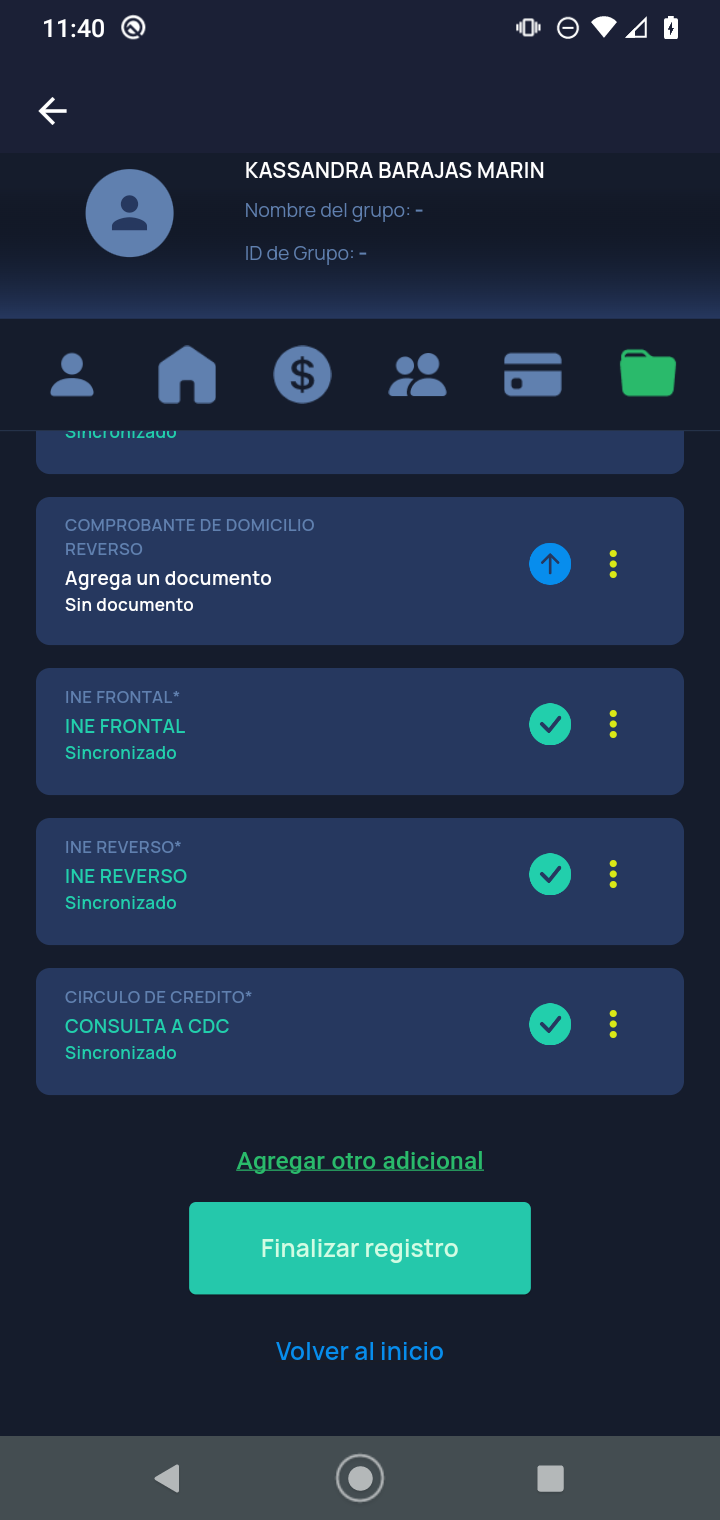 11:40
KASSANDRA BARAJAS MARIN
Nombre del grupo: -
ID de Grupo: -
$
Sincronizado
COMPROBANTE DE DOMICILIO
REVERSO
Agrega un documento
Sin documento
INE FRONTAL*
INE FRONTAL
Sincronizado
INE REVERSO*
INE REVERSO
Sincronizado
CIRCULO DE CREDITO*
CONSULTA A CDC
Sincronizado
Agregar otro adicional
Finalizar registro
Volver al inicio